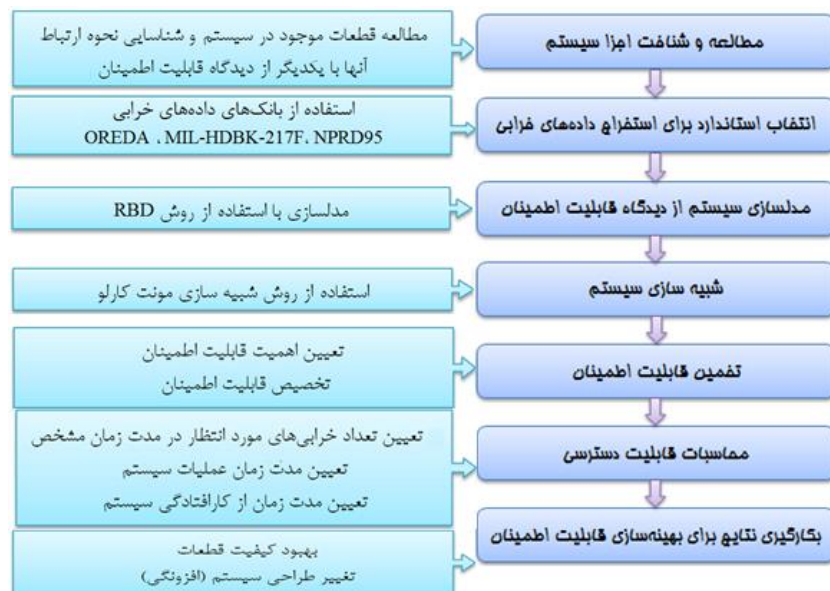 مطالعه و شناخت اجزا سیستم
مطالعه قطعات موجود در سیستم و شناسایی نحوه ارتباط
آنها با یکدیگر از دیدگاه قابلیت اطمینان
انتخاب استاندارد برای استخراج داده‌های خرابی
استفاده از بانک‌های داده‌های خرابی
OREDA ، MIL-HDBK-217F، NPRD95
مدلسازی سیستم از دیدگاه قابلیت اطمینان
مدلسازی با استفاده از روش RBD
شبیه سازی سیستم
استفاده از روش شبیه سازی مونت کارلو
تخمین قابلیت اطمینان
تعیین اهمیت قابلیت اطمینان
تخصیص قابلیت اطمینان
محاسبات قابلیت دسترسی
تعیین تعداد خرابی‌های مورد انتظار در مدت زمان مشخص
تعیین مدت زمان عملیات سیستم
تعیین مدت زمان از کارافتادگی سیستم
بکارگیری نتایج برای بهینه‌سازی قابلیت اطمینان
بهبود کیفیت قطعات
تغییر طراحی سیستم (افزونگی)